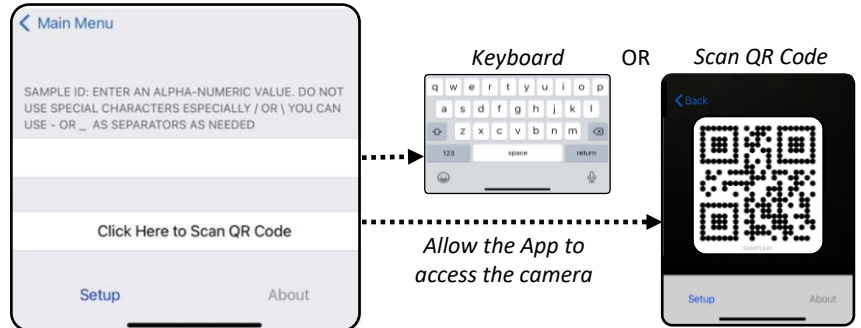 Main Menu
SAMPLE ID: ENTER AN ALPHA-NUMERIC VALUE. DO NOT
USE SPECIAL CHARACTERS ESPECIALLY / OR \ YOU CAN
USE - OR _ AS SEPARATORS AS NEEDED
Click Here to Scan QR Code
Setup
About
Keyboard
OR
Scan QR Code
q w e r t y u i o p
a s d f g h j k l
z x c v b n m
123 space return
Allow the App to
access the camera
Back
Setup
About